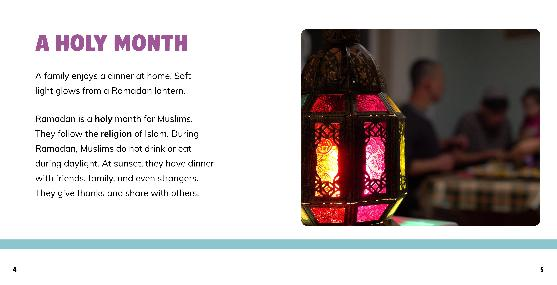 A HOLY MONTH
A family enjoys a dinner at home. Soft
light glows from a Ramadan lantern.
Ramadan is a holy month for Muslims.
They follow the religion of Islam. During
Ramadan, Muslims do not drink or eat
during daylight. At sunset, they have dinner
with friends, family, and even strangers.
They give thanks and share with others.
4
5